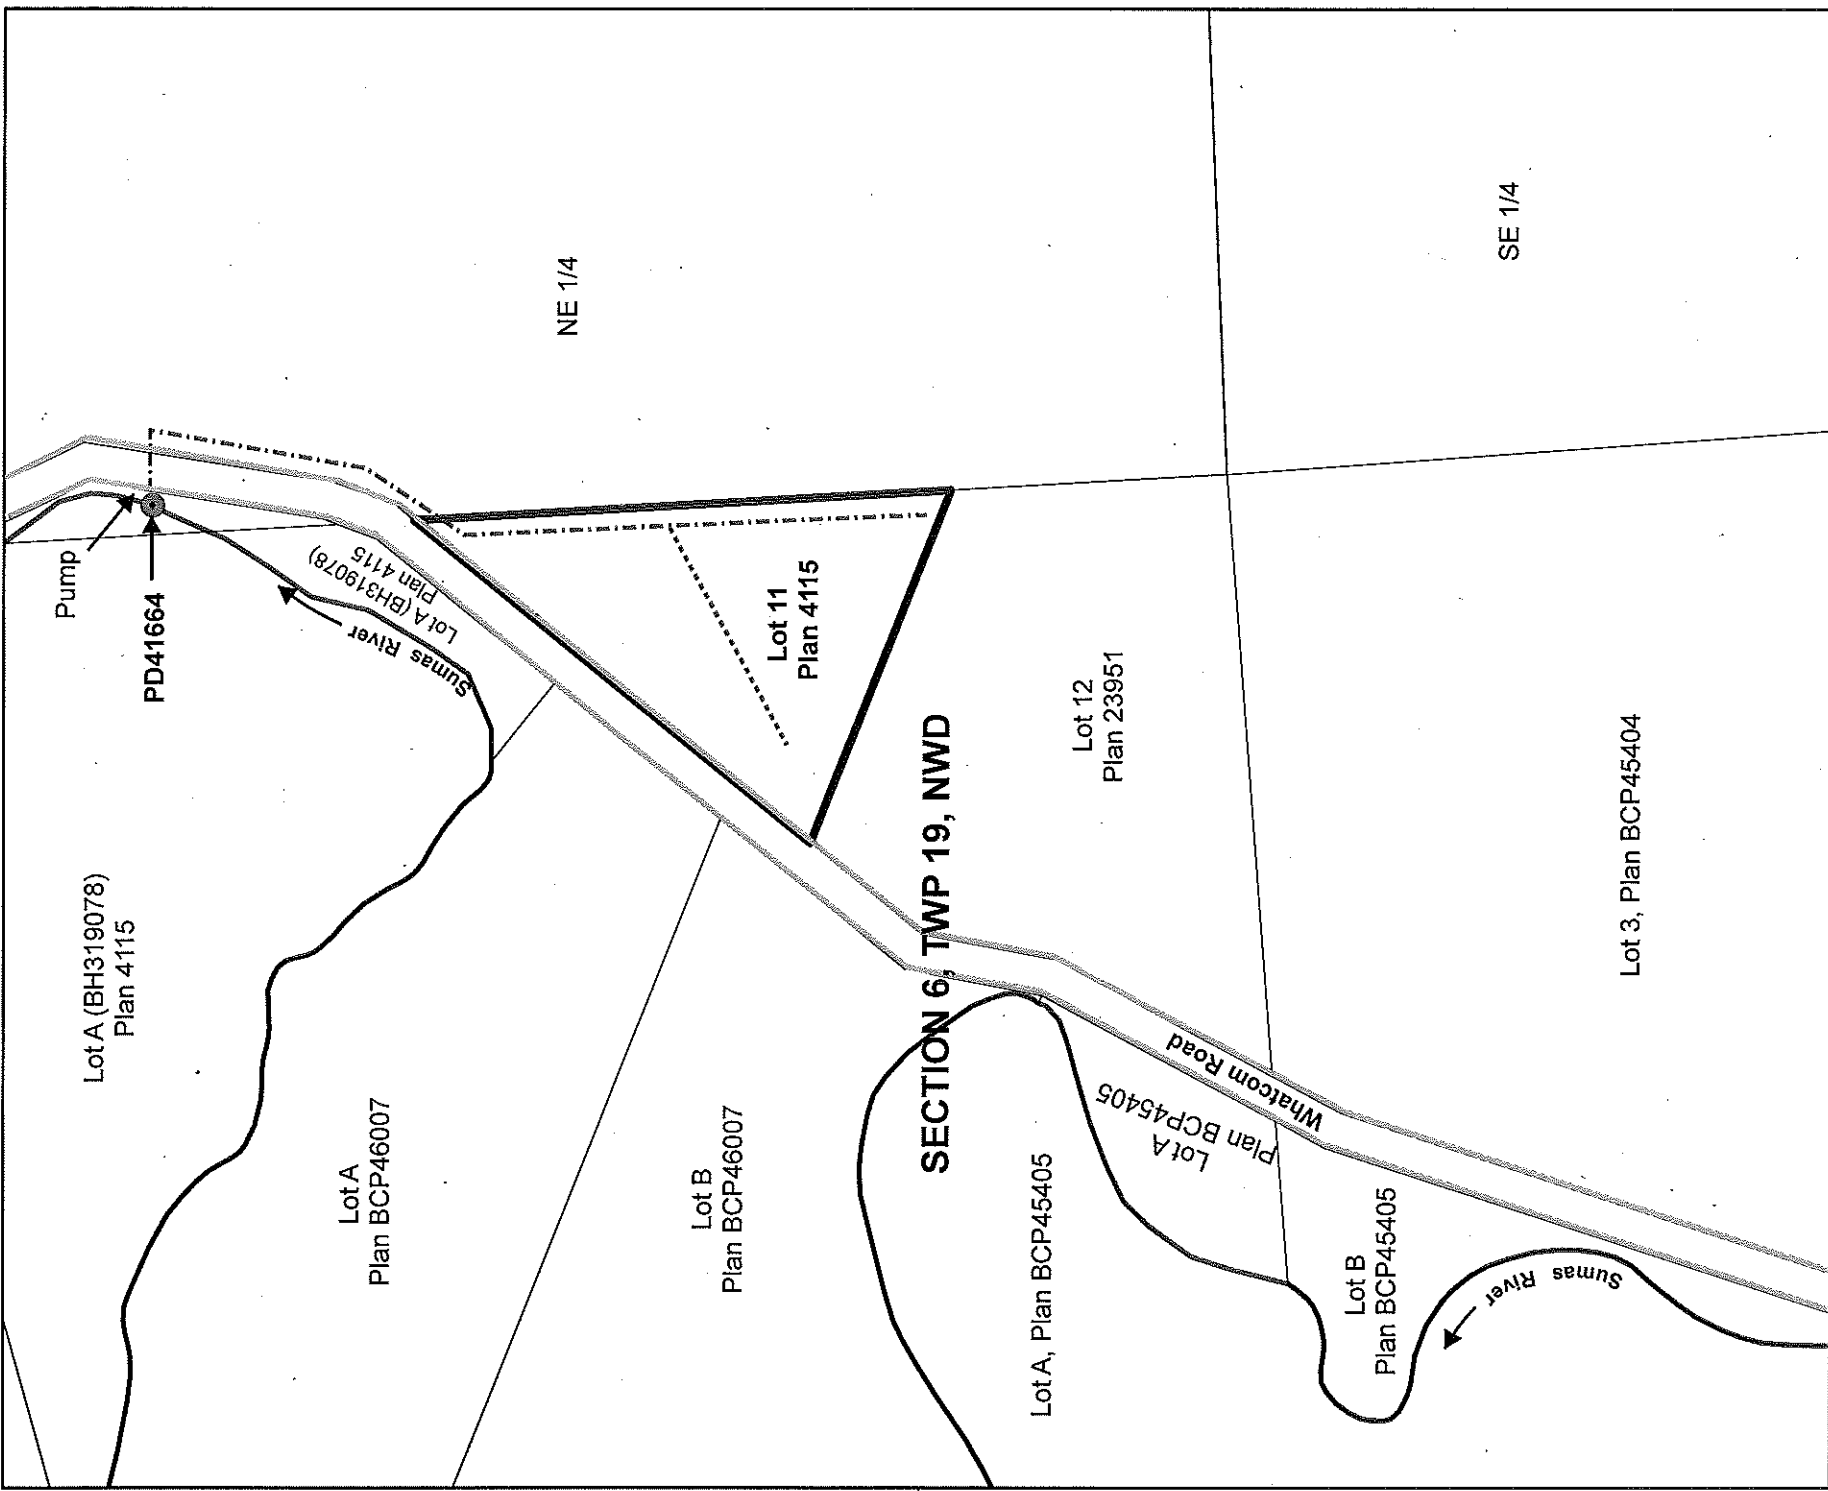 Pump
PD41664
Lot A (BH319078)
Plan 4115
Lot A (BH319078)
Plan 4115
Sumas River
NE 1/4
Lot 11
Plan 4115
Lot A
Plan BCP46007
Lot B
Plan BCP46007
SECTION 6, TWP 19, NWD
Lot 12
Plan 23951
SE 1/4
Lot A, Plan BCP45405
Lot A
Plan BCP45405
Whatcom Road
Lot B
Plan BCP45405
Sumas River
Lot 3, Plan BCP45404